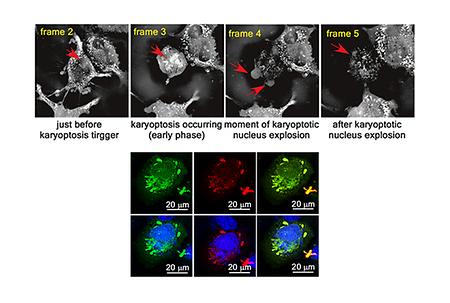 frame 2
frame 3
frame 4
frame 5
just before
karyoptosis tirgger
karyoptosis occurring
(early phase)
moment of karyoptotic
nucleus explosion
after karyoptotic
nucleus explosion
20 µm
20 µm
20 µm
20 µm
20 µm
20 µm